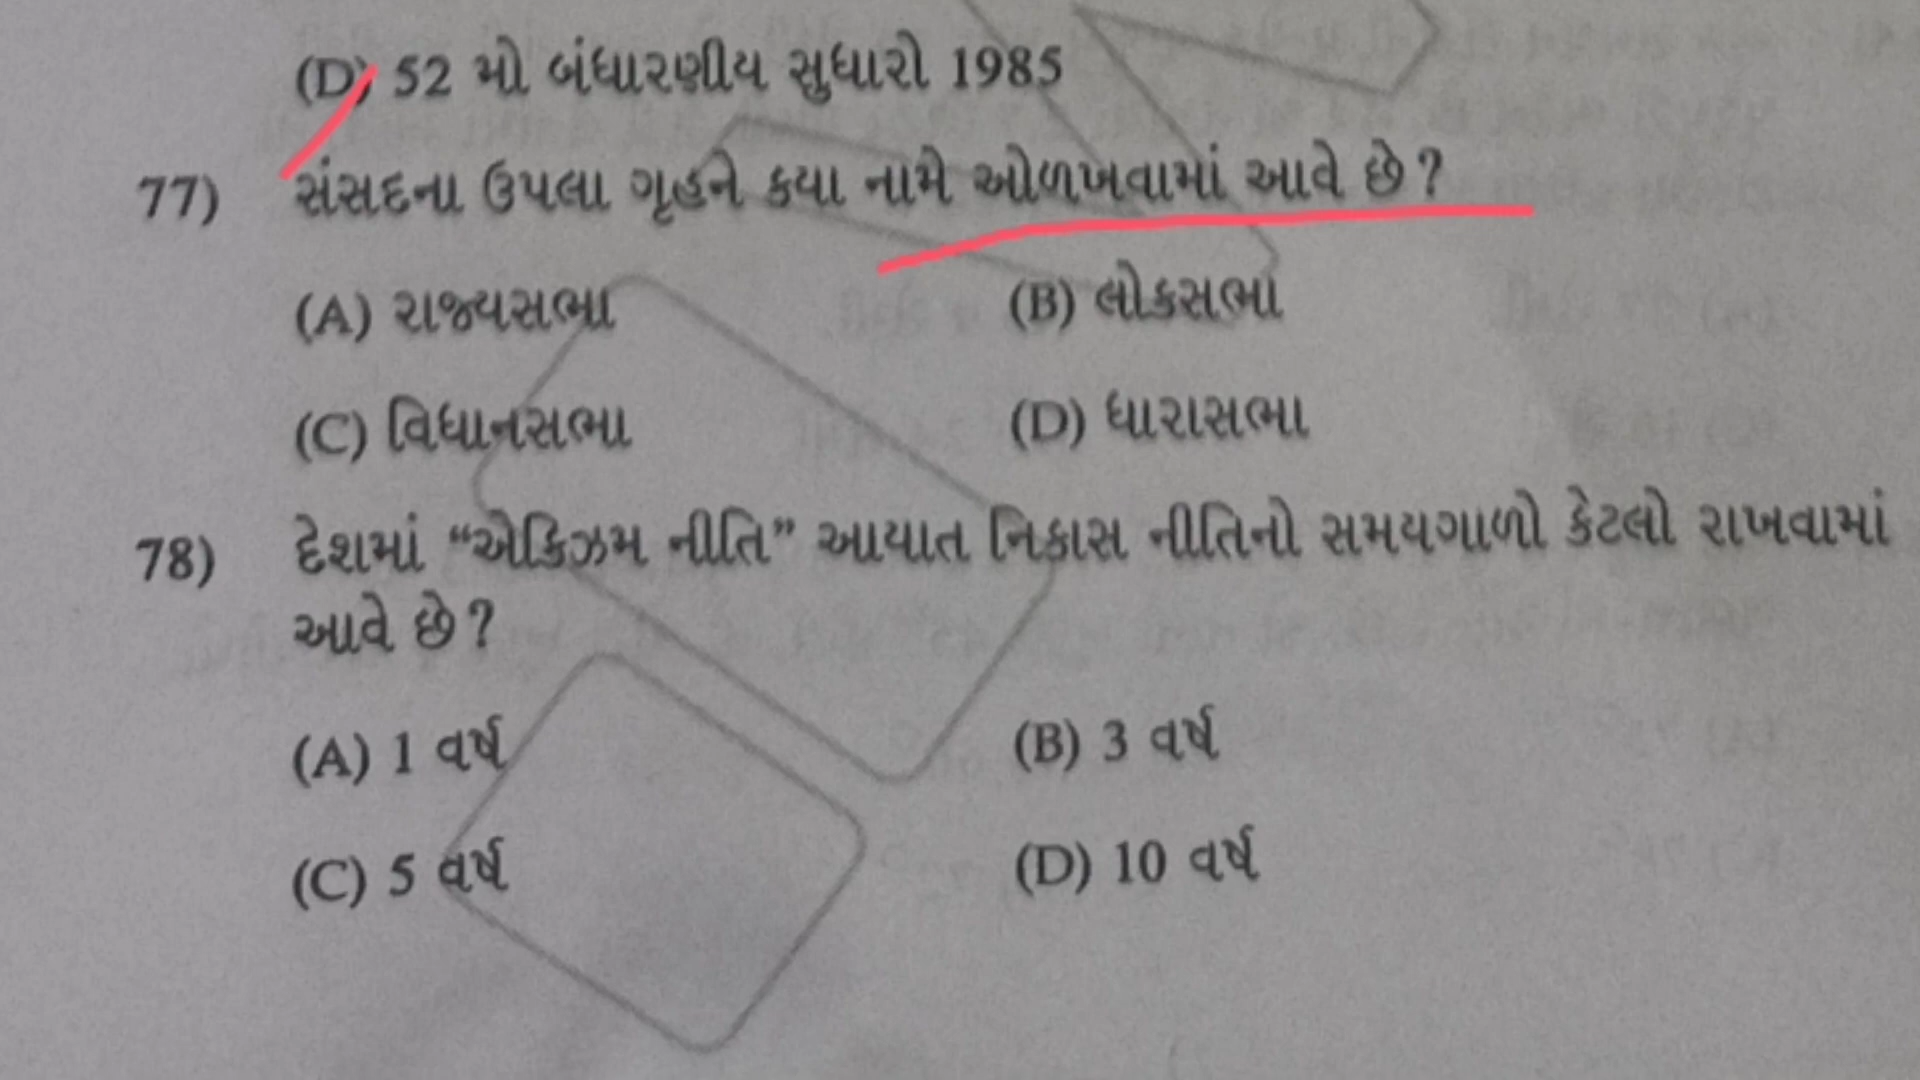 (D) 52 મો બંધારણીય સુધારો 1985
77) સંસદના ઉપલા ગૃહને કયા નામે ઓળખવામાં આવે છે?
(A) રાજ્યસભા (B) લોકસભા
(C) વિધાનસભા (D) ધારાસભા
78) દેશમાં “એકિઝમ નીતિ” આયાત નિકાસ નીતિનો સમયગાળો કેટલો રાખવામાં
આવે છે?
(A) 1 વર્ષ (B) 3 વર્ષ
(C) 5 વર્ષ (D) 10 વર્ષ